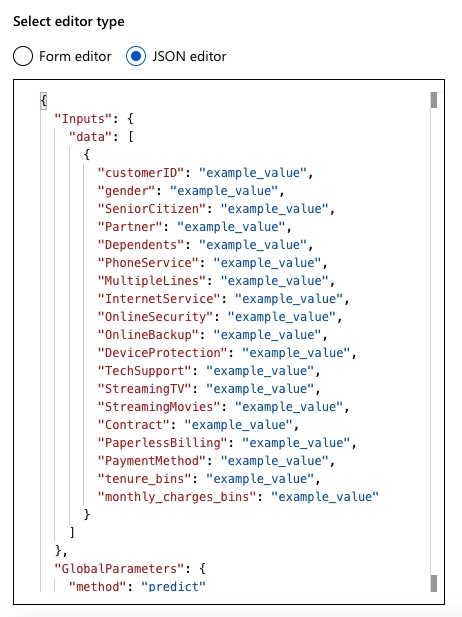 Select editor type
Form editor JSON editor
{
"Inputs": {
"data": [
{
"customerID": "example_value",
"gender": "example_value",
"SeniorCitizen": "example_value",
"Partner": "example_value",
"Dependents": "example_value",
"PhoneService": "example_value",
"MultipleLines": "example_value",
"InternetService": "example_value",
"OnlineSecurity": "example_value",
"OnlineBackup": "example_value",
"DeviceProtection": "example_value",
"TechSupport": "example_value",
"StreamingTV": "example_value",
"StreamingMovies": "example_value",
"Contract": "example_value",
"PaperlessBilling": "example_value",
"PaymentMethod": "example_value",
"tenure_bins": "example_value",
"monthly_charges_bins": "example_value"
}
]
},
"GlobalParameters": {
"method": "predict"